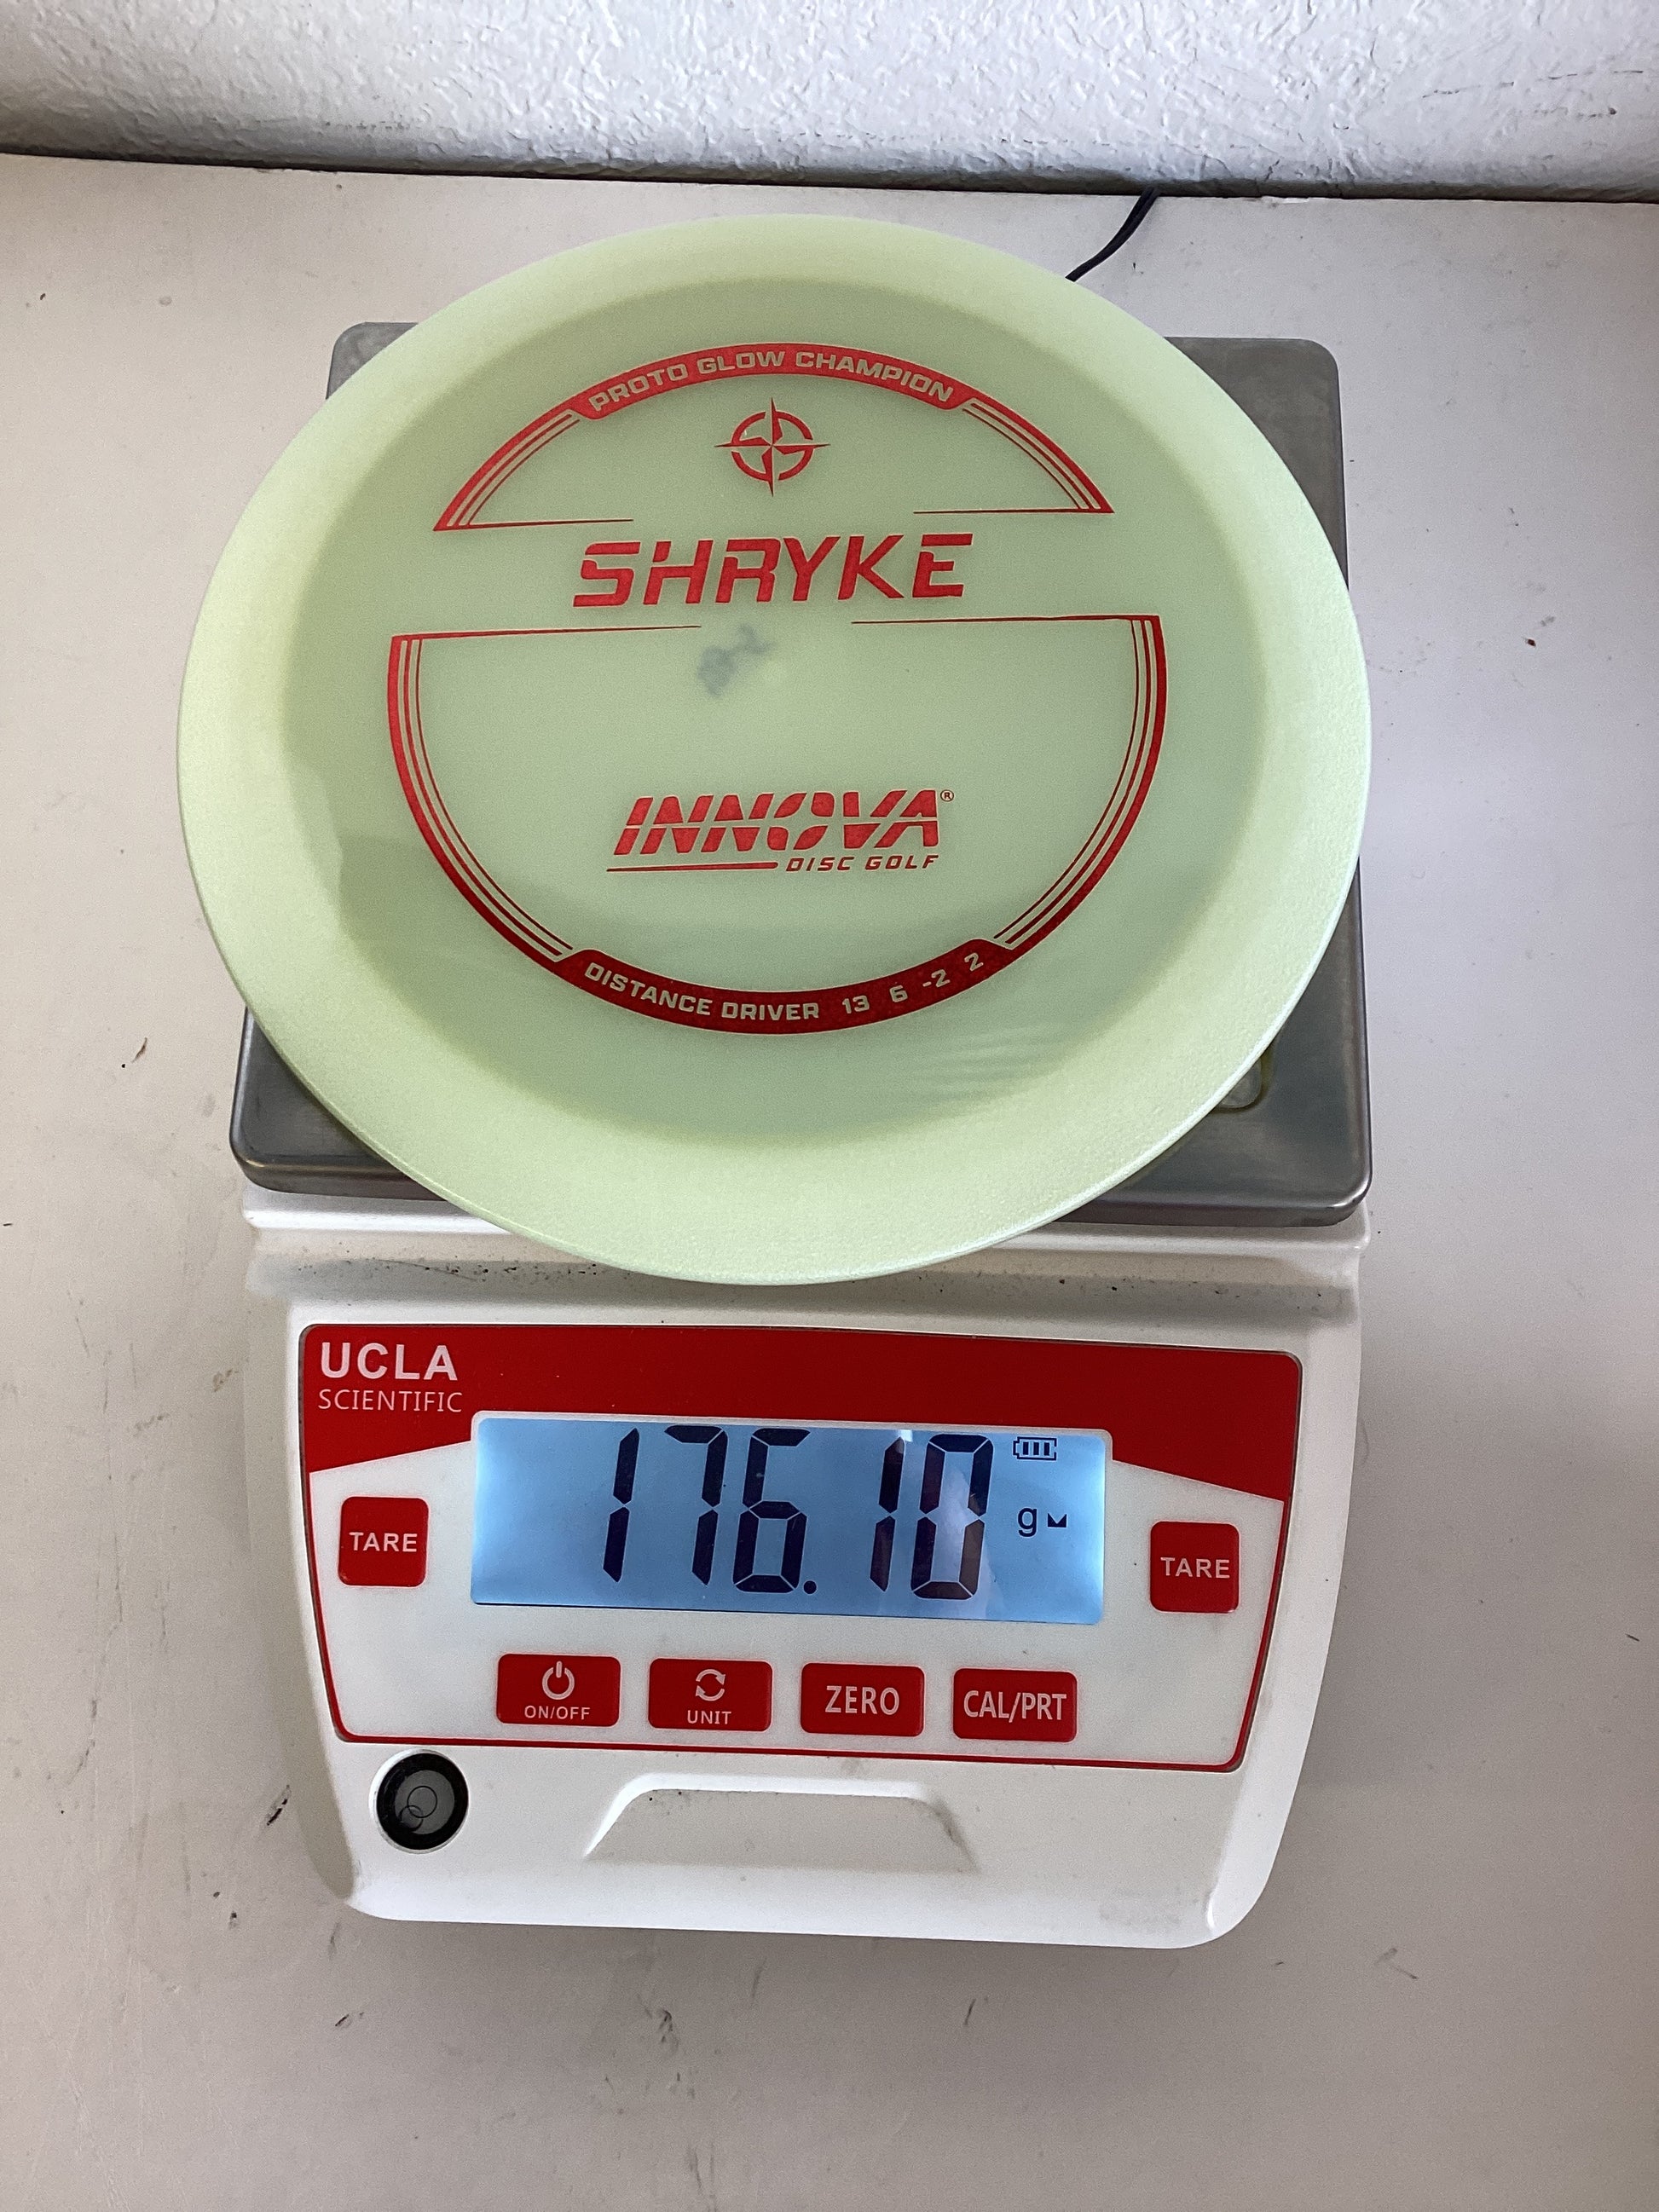 PROTO GLOW CHAMPION
SHRYKE
INNOVA®
DISC GOLF
DISTANCE DRIVER 13 6 -2 2
UCLA
SCIENTIFIC
176.10
g
TARE
TARE
ON/OFF
UNIT
ZERO
CAL/PRT